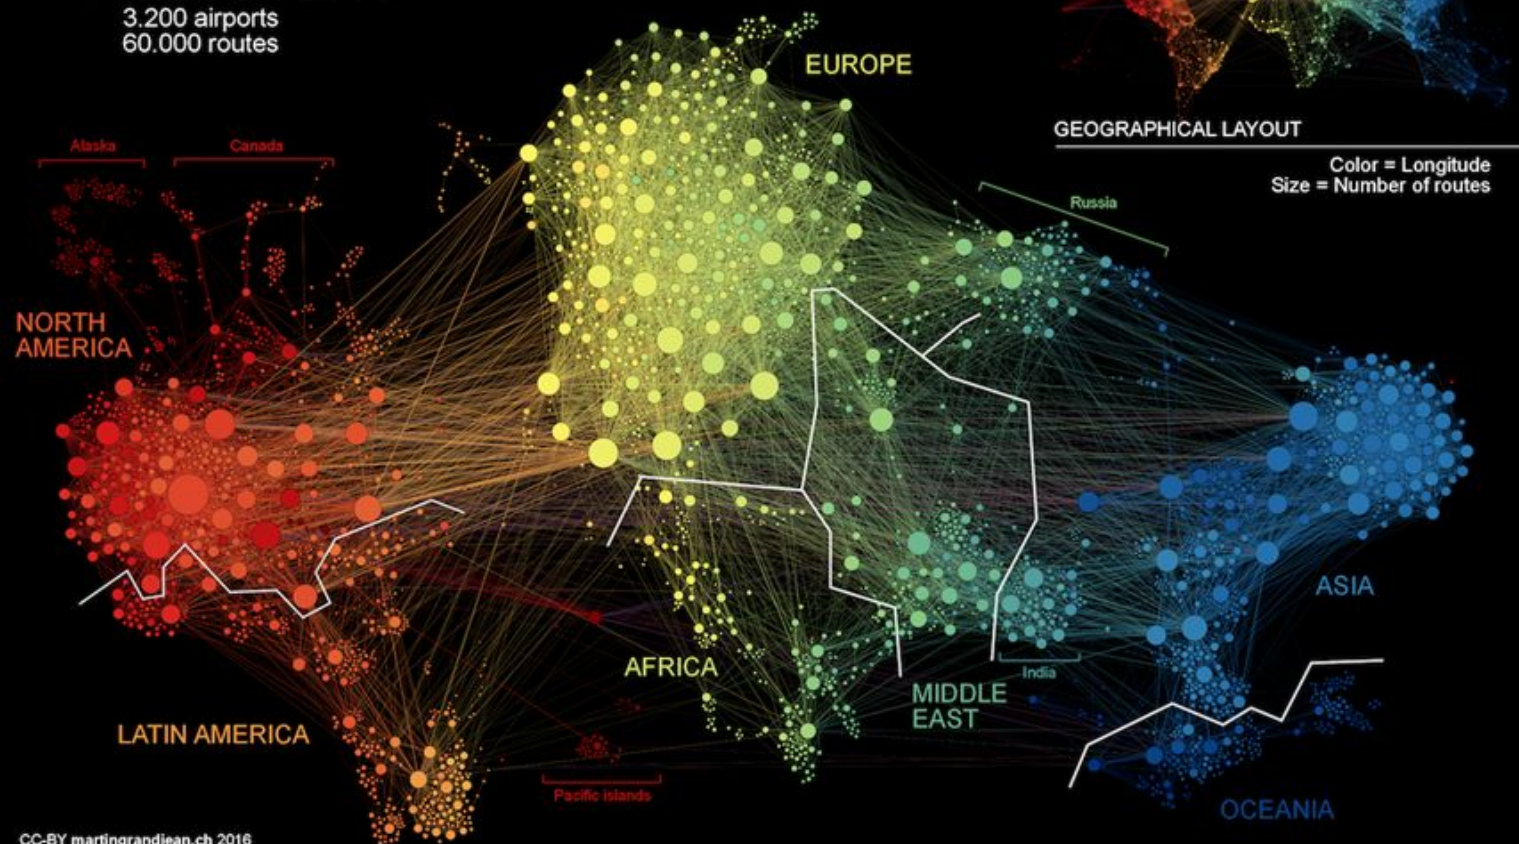 3.200 airports
60.000 routes
EUROPE
GEOGRAPHICAL LAYOUT
Color = Longitude
Size = Number of routes
Alaska
Canada
Russia
NORTH
AMERICA
ASIA
AFRICA
India
MIDDLE
EAST
LATIN AMERICA
Pacific islands
OCEANIA
CC-BY martingrandjean.ch 2016